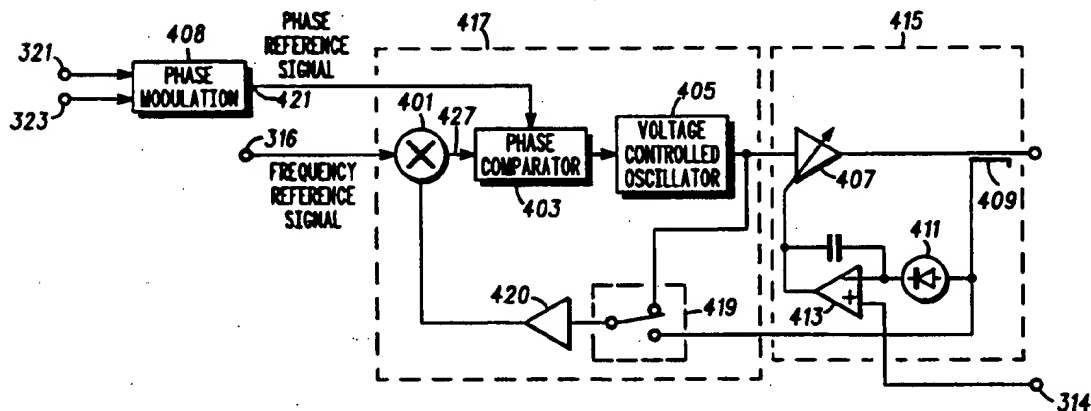 321
323
408
PHASE
MODULATION
PHASE
REFERENCE
SIGNAL
421
316
FREQUENCY
REFERENCE
SIGNAL
417
401
427
PHASE
COMPARATOR
403
405
VOLTAGE
CONTROLLED
OSCILLATOR
420
419
415
407
409
411
413
314